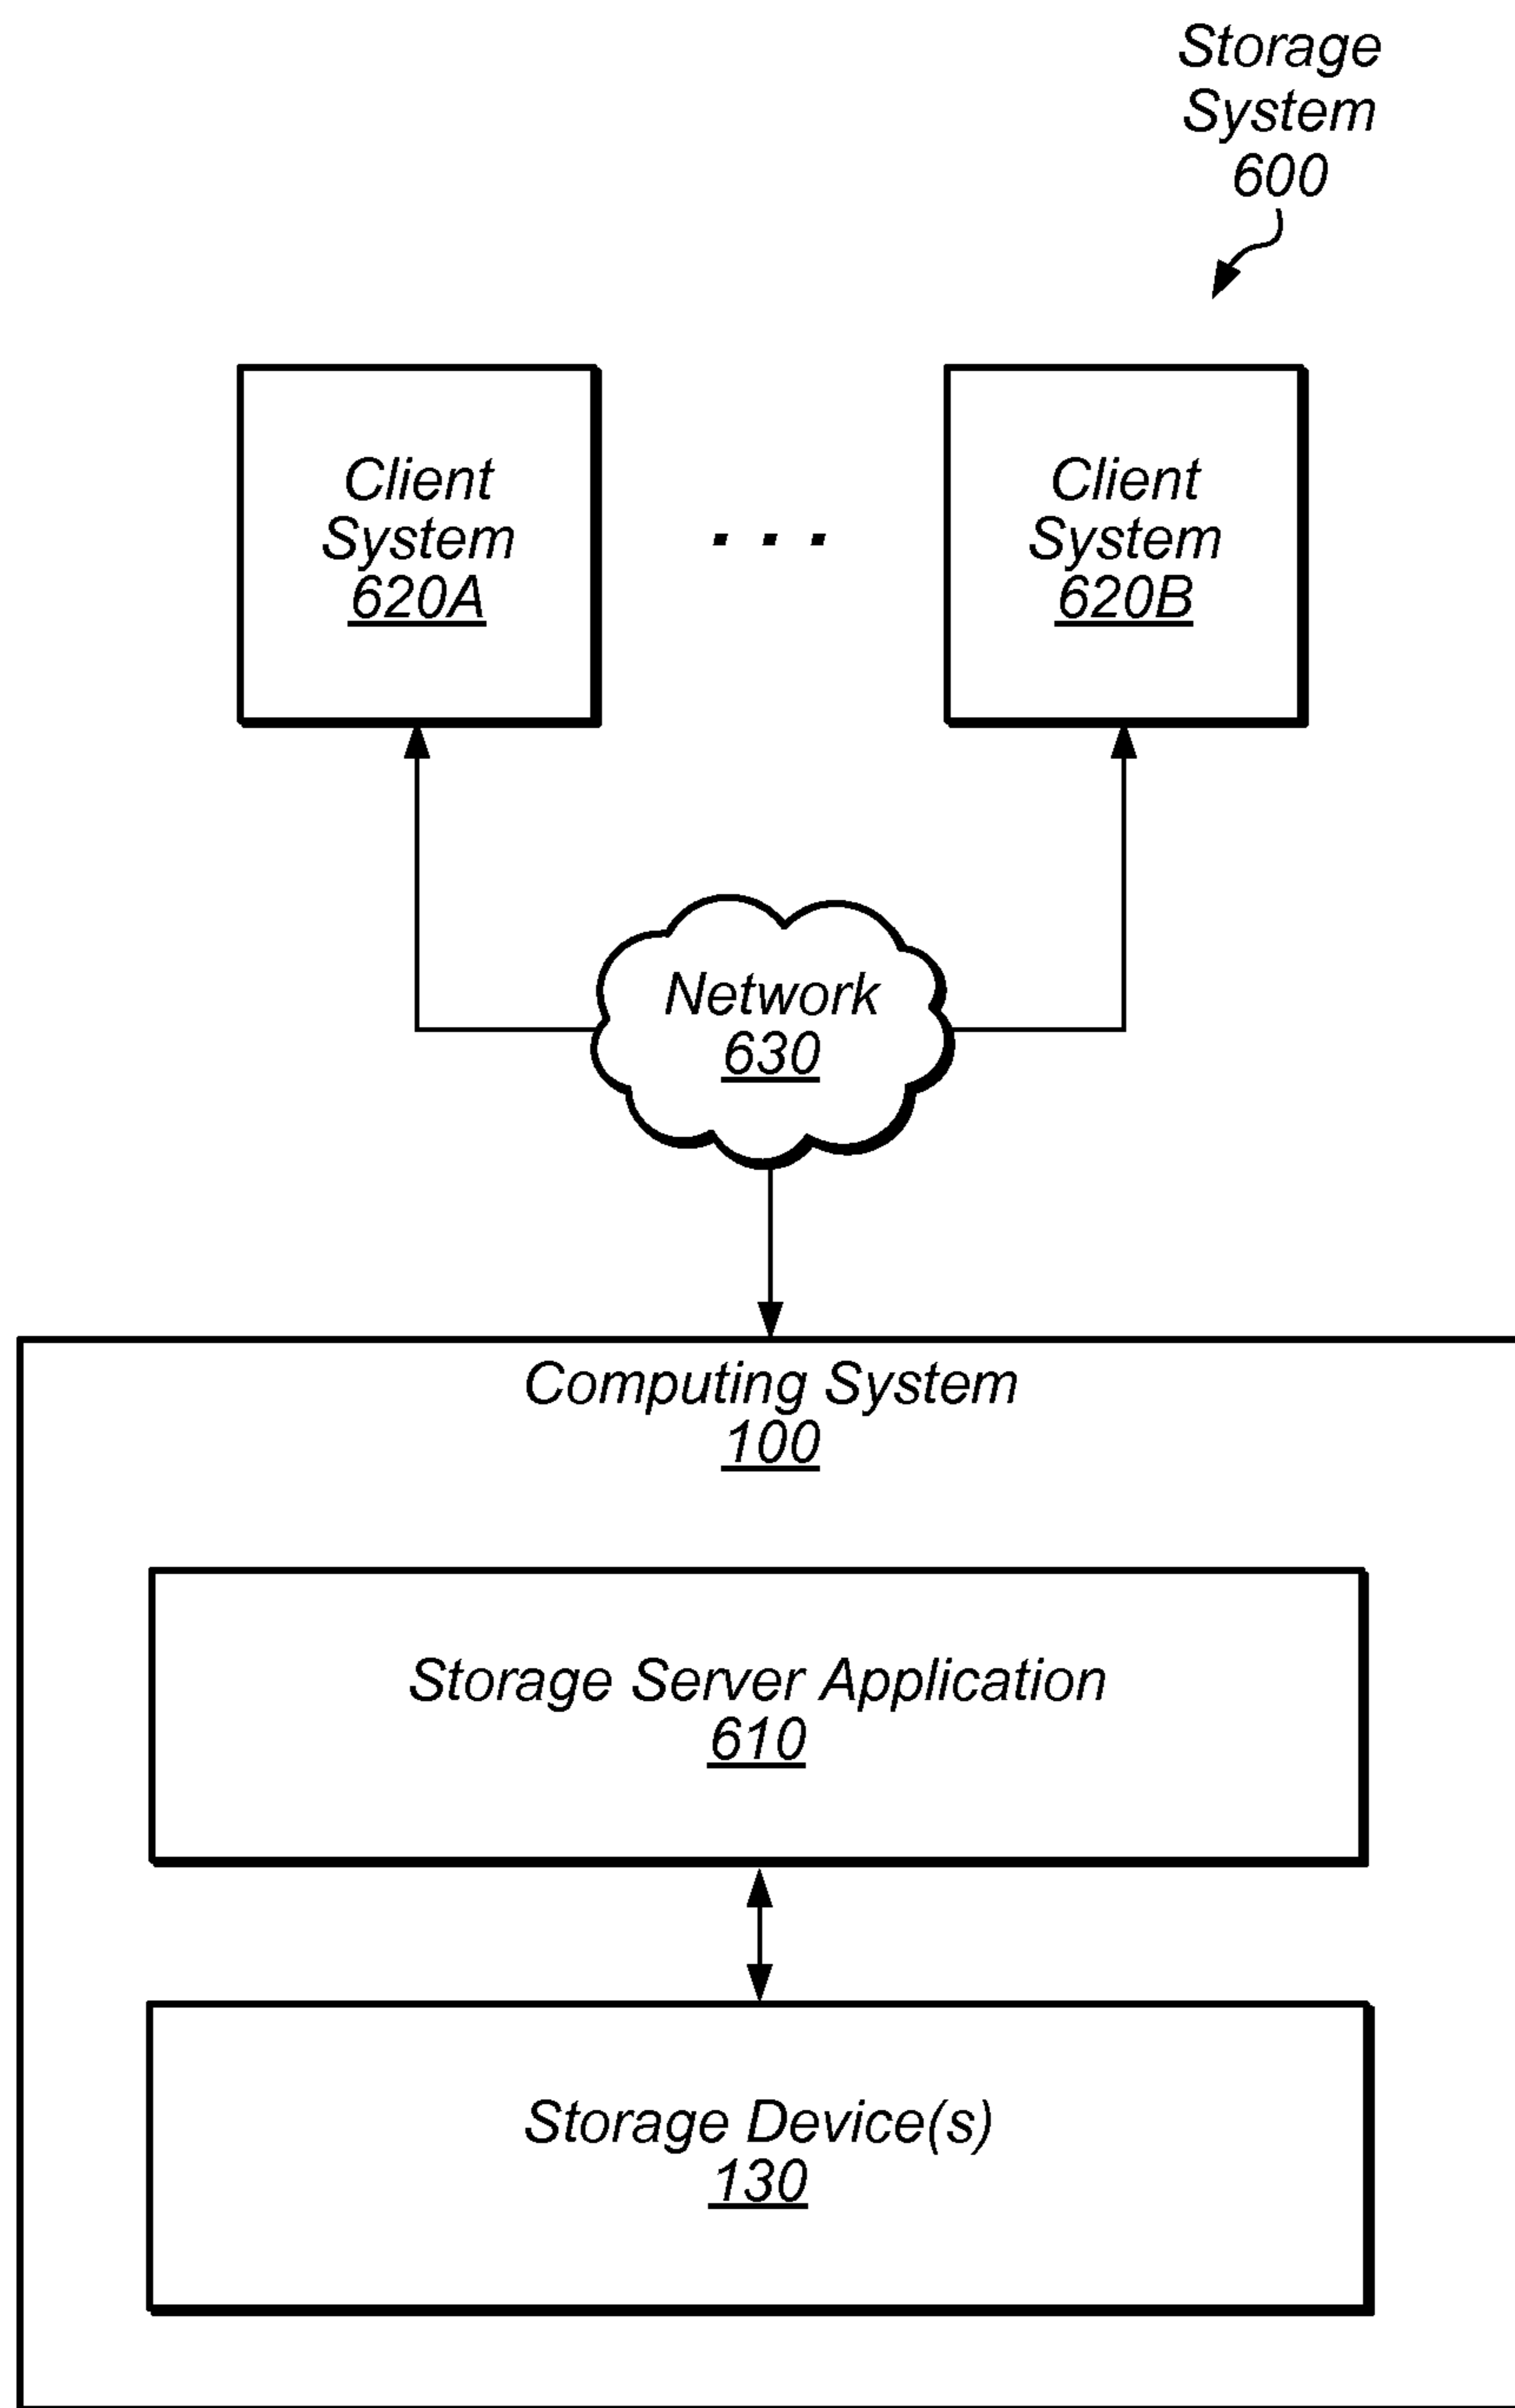 Storage
System
600
Client
System
620A
. . .
Client
System
620B
Network
630
Computing System
100
Storage Server Application
610
Storage Device(s)
130